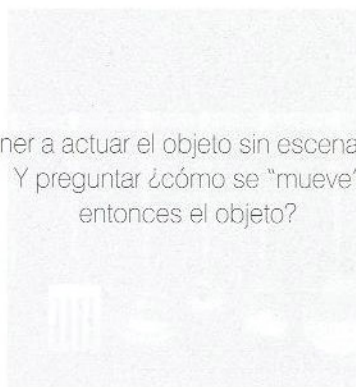 ner a actuar el objeto sin escena
Y preguntar ¿cómo se “mueve”
entonces el objeto?